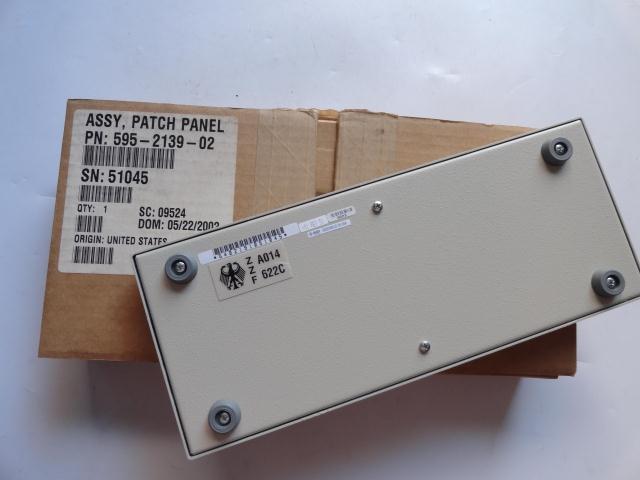 ASSY, PATCH PANEL
PN: 595-2139-02
SN: 51045
QTY: 1 SC: 09524
DOM: 05/22/2002
ORIGIN: UNITED STATES
Z A014
Z
F 622C